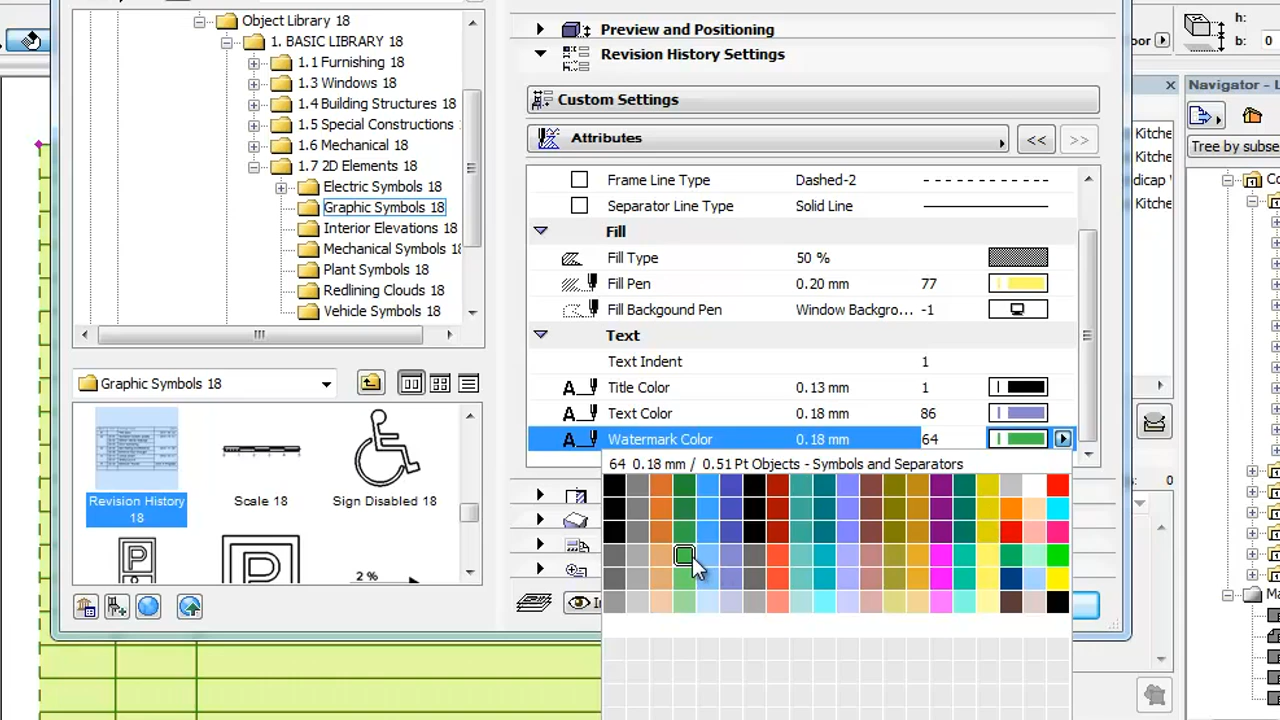 Object Library 18
1. BASIC LIBRARY 18
1.1 Furnishing 18
1.3 Windows 18
1.4 Building Structures 18
1.5 Special Constructions
1.6 Mechanical 18
1.7 2D Elements 18
Electric Symbols 18
Graphic Symbols 18
Interior Elevations 18
Mechanical Symbols 18
Plant Symbols 18
Redlining Clouds 18
Vehicle Symbols 18
Graphic Symbols 18
Revision History 18
Scale 18
Sign Disabled 18
P
P
2 %
Preview and Positioning
Revision History Settings
Custom Settings
Attributes
<<
>>
Frame Line Type Dashed-2
Separator Line Type Solid Line
Fill
Fill Type 50 %
Fill Pen 0.20 mm 77
Fill Backgound Pen Window Backgro... -1
Text
Text Indent 1
Title Color 0.13 mm 1
Text Color 0.18 mm 86
Watermark Color 0.18 mm 64
64 0.18 mm / 0.51 Pt Objects - Symbols and Separators
h:
b: 0
Navigator - 
Tree by subse
Kitche
Kitche
dicap
Kitche
s: 0